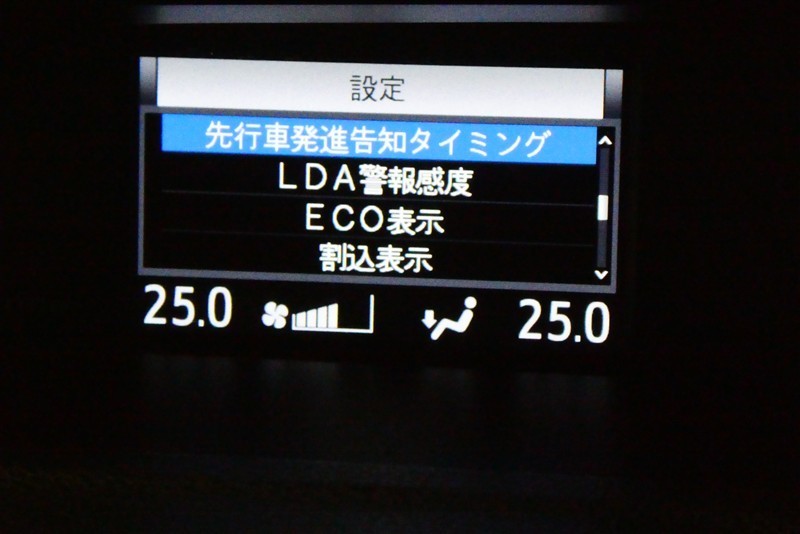 設定
先行車発進告知タイミング
LDA警報感度
ECO表示
割込表示
25.0 25.0